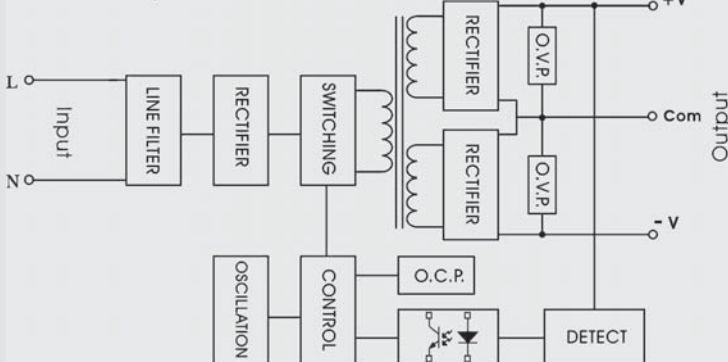 L
N
Input
LINE FILTER
RECTIFIER
SWITCHING
RECTIFIER
RECTIFIER
O.V.P.
O.V.P.
+V
Com
- V
Output
OSCILLATION
CONTROL
O.C.P.
DETECT